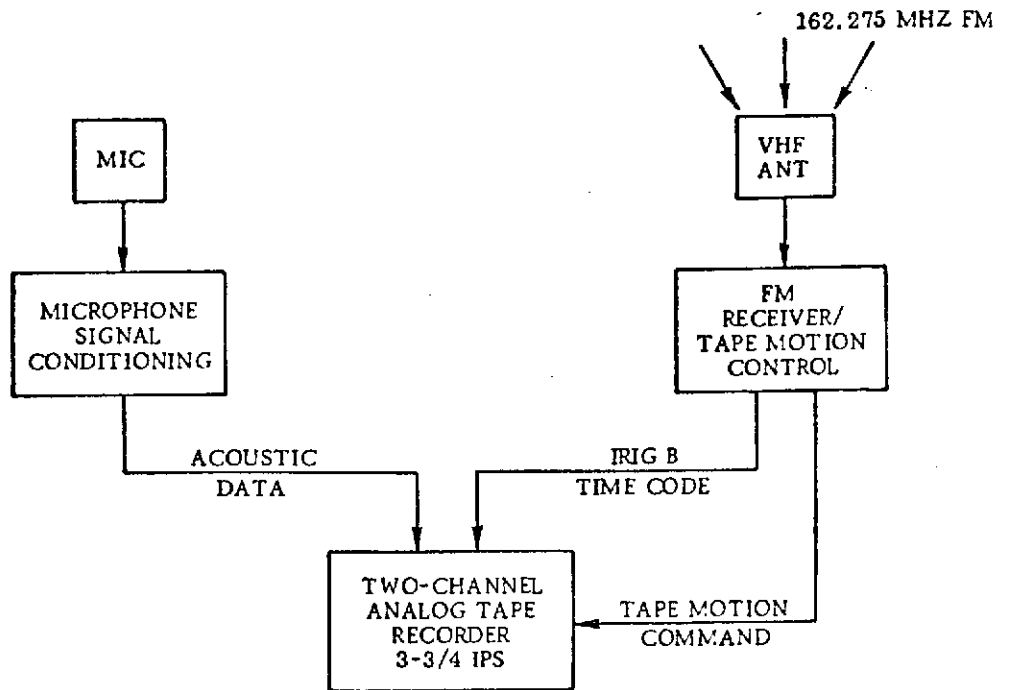 162.275 MHZ FM
MIC
VHF
ANT
MICROPHONE
SIGNAL
CONDITIONING
FM
RECEIVER/
TAPE MOTION
CONTROL
ACOUSTIC
DATA
IRIG B
TIME CODE
TWO-CHANNEL
ANALOG TAPE
RECORDER
3-3/4 IPS
TAPE MOTION
COMMAND